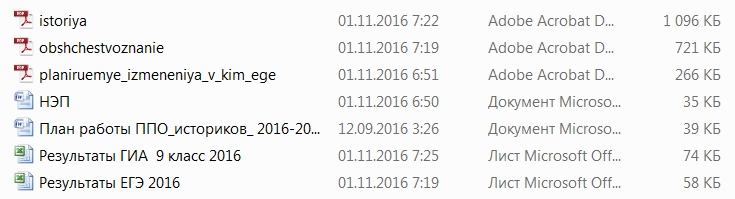 istoriya 01.11.2016 7:22 Adobe Acrobat D... 1 096 КБ
obshchestvoznanie 01.11.2016 7:19 Adobe Acrobat D... 721 КБ
planiruemye_izmeneniya_v_kim_ege 01.11.2016 6:51 Adobe Acrobat D... 266 КБ
НЭП 01.11.2016 6:50 Документ Microso... 35 КБ
План работы ППО_историков_ 2016-20... 12.09.2016 3:26 Документ Microso... 39 КБ
Результаты ГИА  9 класс 2016 01.11.2016 7:25 Лист Microsoft Off... 74 КБ
Результаты ЕГЭ 2016 01.11.2016 7:19 Лист Microsoft Off... 58 КБ